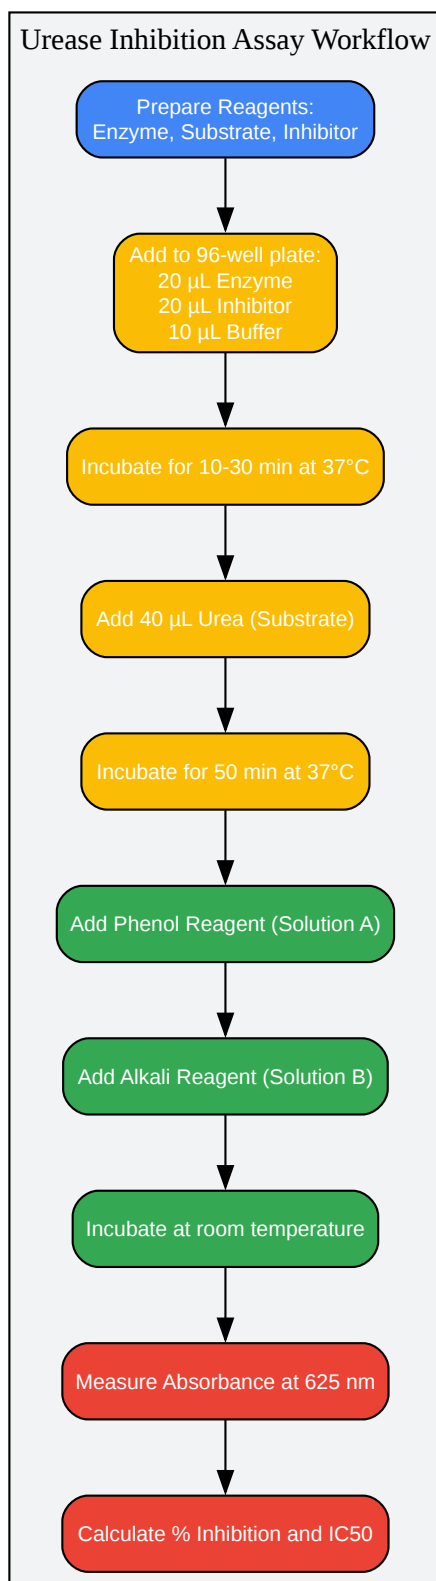 Urease Inhibition Assay Workflow
Prepare Reagents:
Enzyme, Substrate, Inhibitor
Add to 96-well plate:
20 µL Enzyme
20 µL Inhibitor
10 µL Buffer
Incubate for 10-30 min at 37°C
Add 40 µL Urea (Substrate)
Incubate for 50 min at 37°C
Add Phenol Reagent (Solution A)
Add Alkali Reagent (Solution B)
Incubate at room temperature
Measure Absorbance at 625 nm
Calculate % Inhibition and IC50